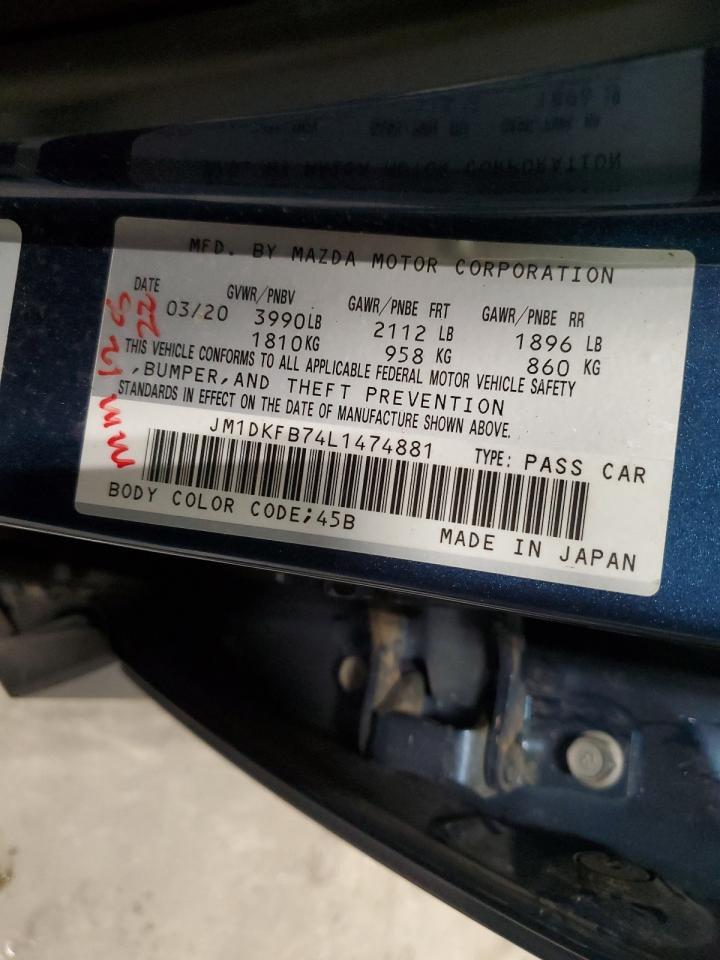 MFD. BY MAZDA MOTOR CORPORATION
DATE GVWR/PNBV GAWR/PNBE FRT GAWR/PNBE RR
03/20 3990LB 2112 LB 1896 LB
1810KG 958 KG 860 KG
THIS VEHICLE CONFORMS TO ALL APPLICABLE FEDERAL MOTOR VEHICLE SAFETY
,BUMPER,AND THEFT PREVENTION
STANDARDS IN EFFECT ON THE DATE OF MANUFACTURE SHOWN ABOVE.
JM1DKFB74L1474881 TYPE: PASS CAR
BODY COLOR CODE;45B
MADE IN JAPAN